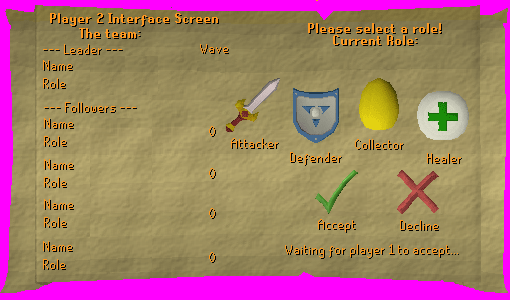 Player 2 Interface Screen
The team:
--- Leader ---
Wave
Name
Role
--- Followers ---
Name
0
Role
Name
0
Role
Name
0
Role
Name
0
Role
Please select a role!
Current Role:
Attacker
Defender
Collector
Healer
Accept
Decline
Waiting for player 1 to accept...